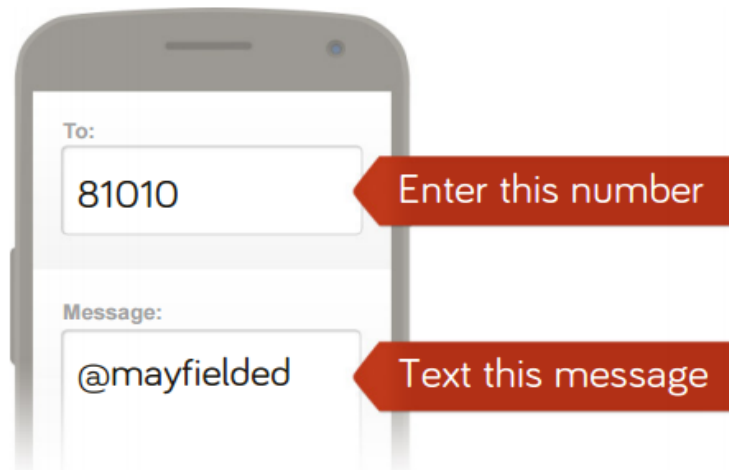 To:
81010
Enter this number
Message:
@mayfielded
Text this message